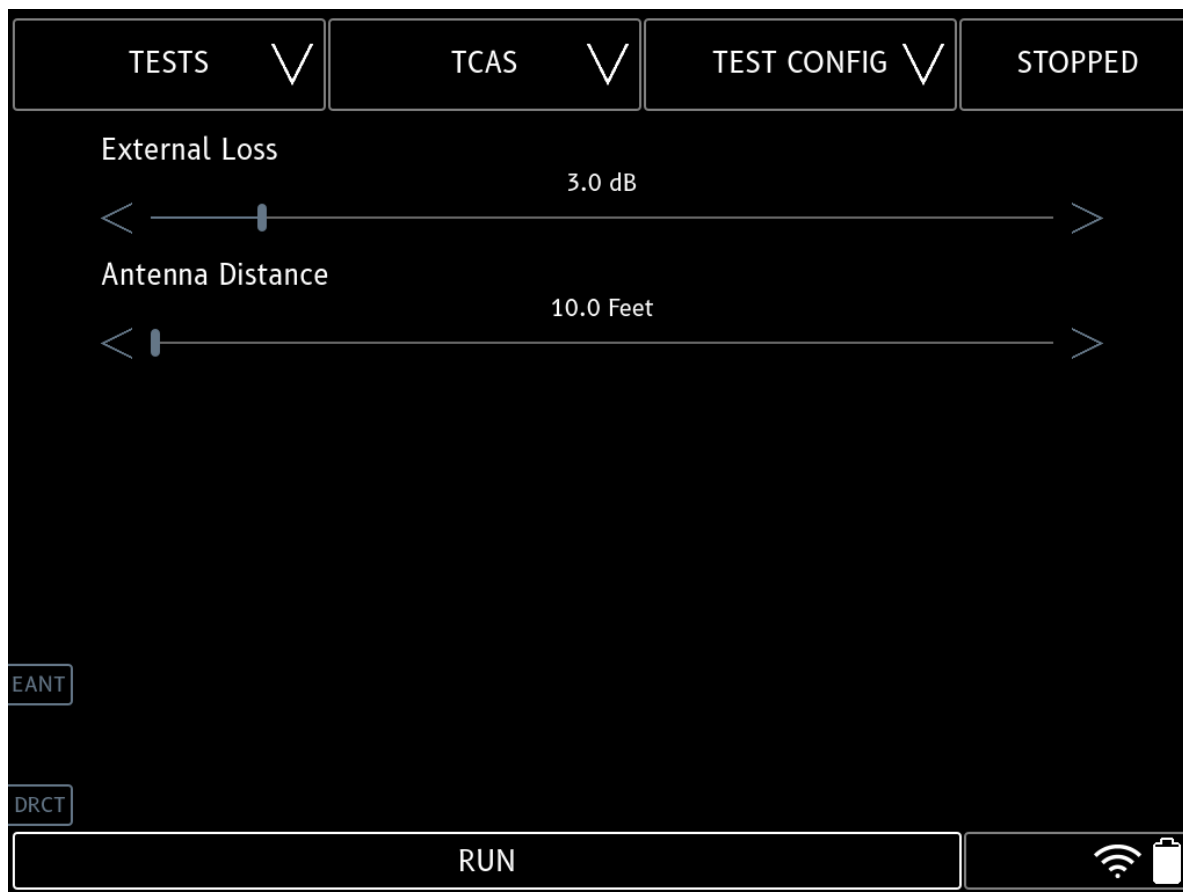 TESTS TCAS TEST CONFIG STOPPED
External Loss
3.0 dB
Antenna Distance
10.0 Feet
EANT
DRCT
RUN